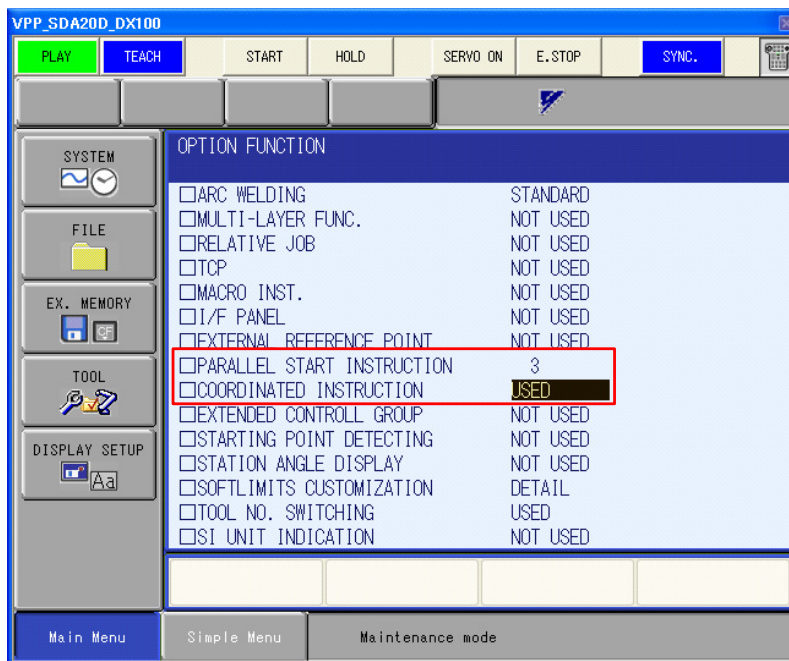 VPP_SDA20D_DX100
PLAY TEACH START HOLD SERVO ON E.STOP SYNC.
OPTION FUNCTION
SYSTEM
FILE
EX. MEMORY
CF
TOOL
DISPLAY SETUP
Aa
□ARC WELDING STANDARD
□MULTI-LAYER FUNC. NOT USED
□RELATIVE JOB NOT USED
□TCP NOT USED
□MACRO INST. NOT USED
□I/F PANEL NOT USED
□EXTERNAL REFERENCE POINT NOT USED
□PARALLEL START INSTRUCTION 3
□COORDINATED INSTRUCTION USED
□EXTENDED CONTROLL GROUP NOT USED
□STARTING POINT DETECTING NOT USED
□STATION ANGLE DISPLAY NOT USED
□SOFTLIMITS CUSTOMIZATION DETAIL
□TOOL NO. SWITCHING USED
□SI UNIT INDICATION NOT USED
Main Menu Simple Menu Maintenance mode